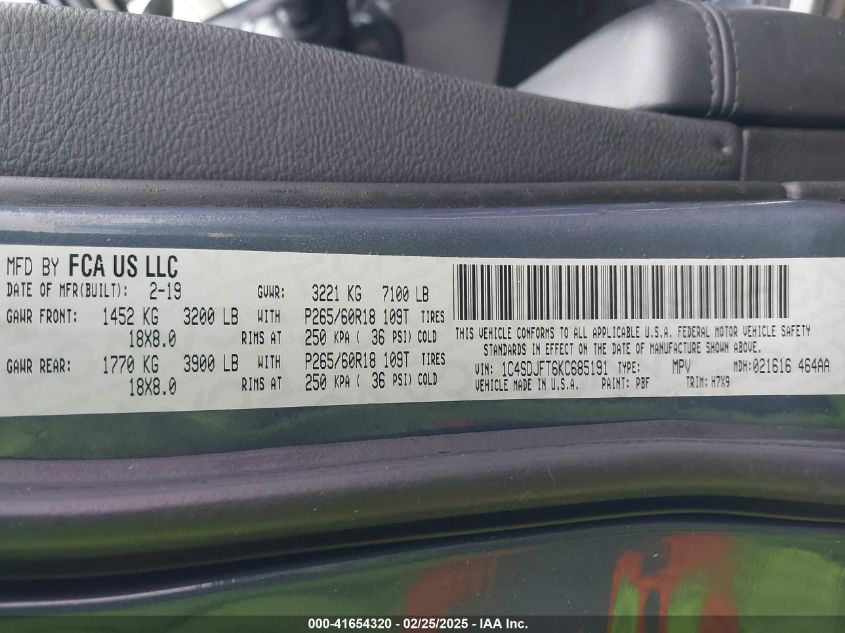 MFD BY FCA US LLC
DATE OF MFR(BUILT): 2-19 GVWR: 3221 KG 7100 LB
GAWR FRONT: 1452 KG 3200 LB WITH P265/60R18 109T TIRES
18X8.0 RIMS AT 250 KPA ( 36 PSI) COLD
GAWR REAR: 1770 KG 3900 LB WITH P265/60R18 109T TIRES
18X8.0 RIMS AT 250 KPA ( 36 PSI) COLD
THIS VEHICLE CONFORMS TO ALL APPLICABLE U.S.A. FEDERAL MOTOR VEHICLE SAFETY
STANDARDS IN EFFECT ON THE DATE OF MANUFACTURE SHOWN ABOVE.
VIN: 1C4SDJFT6KC685191 TYPE: MPV MDH:021616 464AA
VEHICLE MADE IN U.S.A. PAINT: PBF TRIM: H7X9
000-41654320 - 02/25/2025 - IAA Inc.